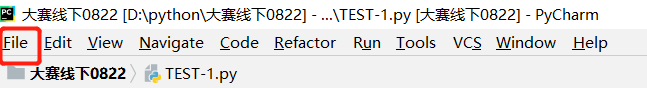 PC 大赛线下0822 [D:\python\大赛线下0822] - ...\TEST-1.py [大赛线下0822] - PyCharm
File Edit View Navigate Code Refactor Run Tools VCS Window Help
大赛线下0822 TEST-1.py